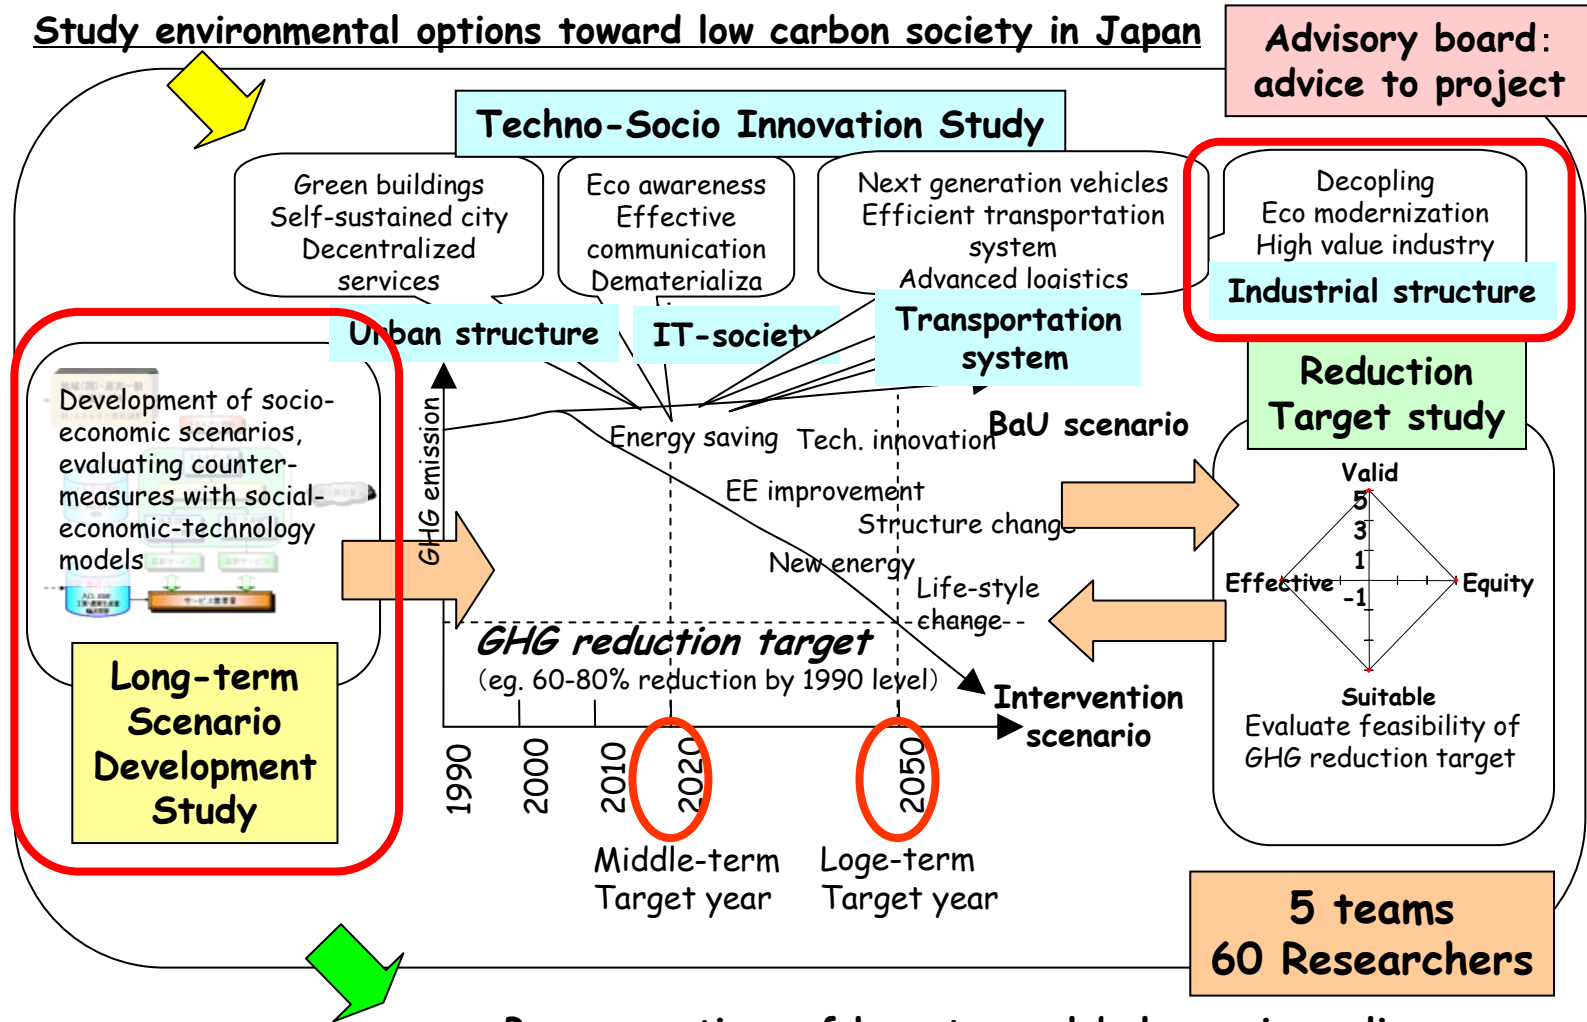 Study environmental options toward low carbon society in Japan
Advisory board:
advice to project
Techno-Socio Innovation Study
Green buildings
Self-sustained city
Decentralized
services
Urban structure
Eco awareness
Effective
communication
Dematerializa
IT-society
Next generation vehicles
Efficient transportation
system
Advanced logistics
Transportation
system
Decopling
Eco modernization
High value industry
Industrial structure
Development of socio-
economic scenarios,
evaluating counter-
measures with social-
economic-technology
models
サービス需要量
Long-term
Scenario
Development
Study
GHG emission
Energy saving
Tech. innovation
BaU scenario
EE improvement
Structure change
New energy
Life-style
change
GHG reduction target
(eg. 60-80% reduction by 1990 level)
Intervention
scenario
1990
2000
2010
2020
2050
Middle-term
Target year
Loge-term
Target year
Reduction
Target study
Valid
5
3
1
-1
Effective
Equity
Suitable
Evaluate feasibility of
GHG reduction target
5 teams
60 Researchers